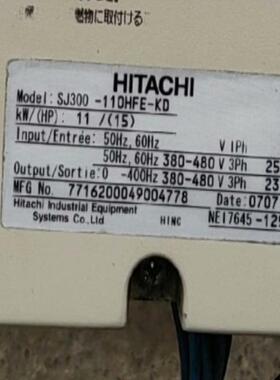 燃物に取付ける
HITACHI
Model: SJ300 -110HFE-KD
kW/(HP): 11 /(15)
Input/Entrée: 50Hz,60Hz V 1Ph
50Hz,60Hz 380-480 V 3Ph 25
Output/Sortie: 0 -400Hz 380-480 V 3Ph 23
MFG No. 7716200049004778 Date: 0707
Hitachi Industrial Equipment
Systems Co.,Ltd HINC NE17645-12